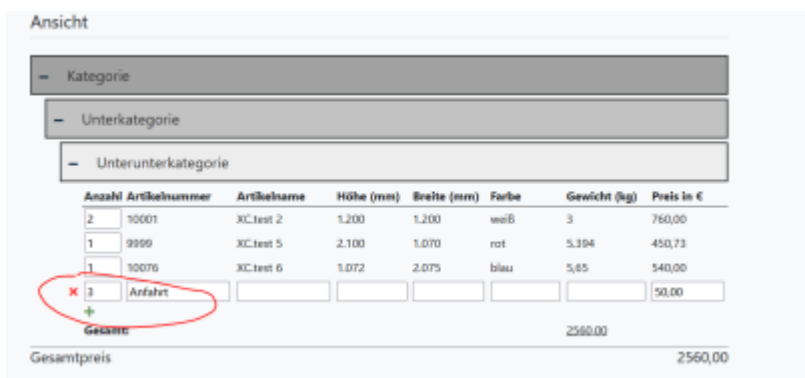 Ansicht
− Kategorie
− Unterkategorie
− Unterunterkategorie
Anzahl Artikelnummer Artikelname Höhe (mm) Breite (mm) Farbe Gewicht (kg) Preis in €
2 10001 XC.test 2 1.200 1.200 weiß 3 760,00
1 9999 XC.test 5 2.100 1.070 rot 5.394 450,73
1 10076 XC.test 6 1.072 2.075 blau 5,65 540,00
3 Anfahrt 50,00
Gesamt: 2560.00
Gesamtpreis 2560,00